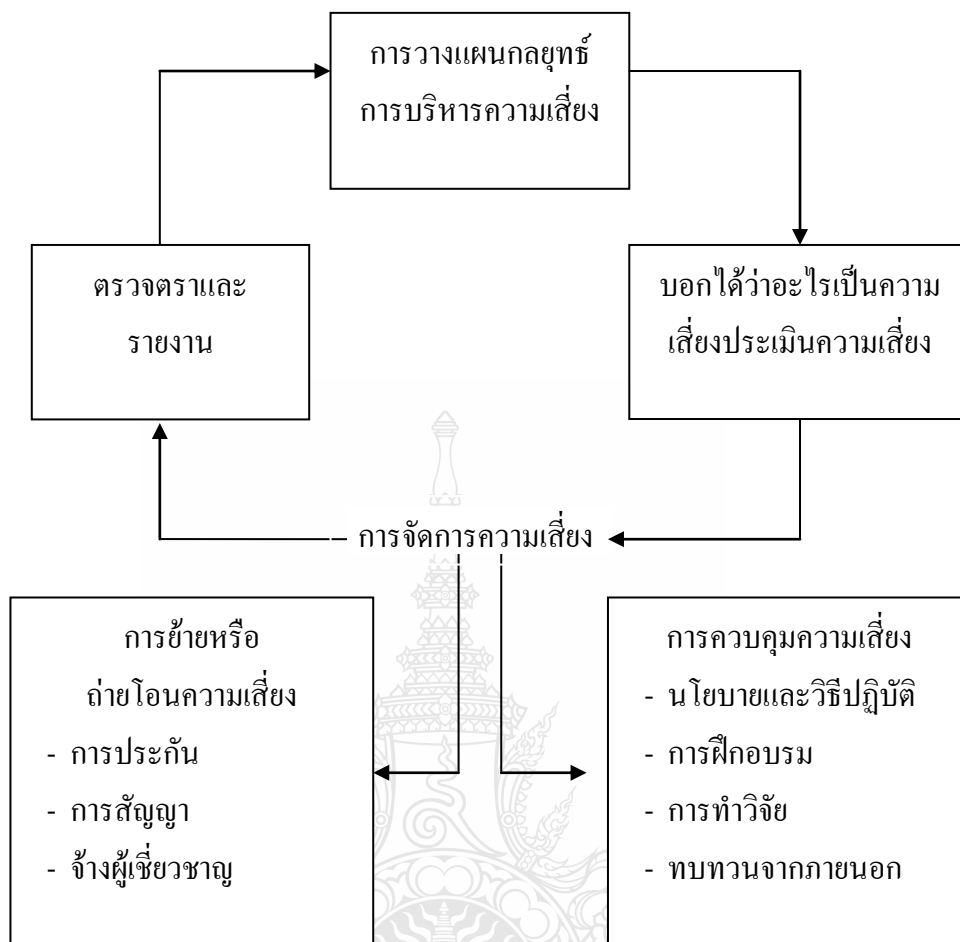 การวางแผนกลยุทธ์
การบริหารความเสี่ยง
ตรวจตราและ
รายงาน
บอกได้ว่าอะไรเป็นความ
เสี่ยงประเมินความเสี่ยง
การจัดการความเสี่ยง
การย้ายหรือ
ถ่ายโอนความเสี่ยง
- การประกัน
- การสัญญา
- จ้างผู้เชี่ยวชาญ
การควบคุมความเสี่ยง
- นโยบายและวิธีปฏิบัติ
- การฝึกอบรม
- การทำวิจัย
- ทบทวนจากภายนอก